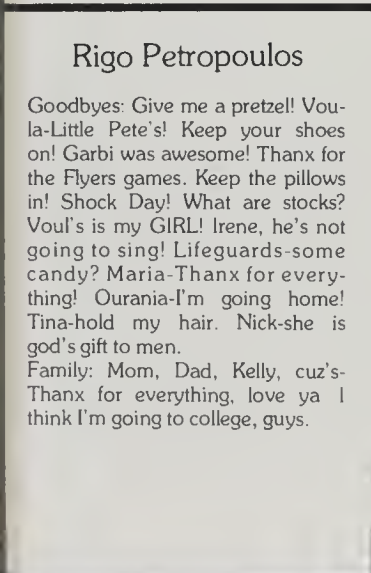 Rigo Petropoulos
Goodbyes: Give me a pretzel! Vou-
la-Little Pete's! Keep your shoes
on! Garbi was awesome! Thanx for
the Flyers games. Keep the pillows
in! Shock Day! What are stocks?
Voul's is my GIRL! Irene, he's not
going to sing! Lifeguards-some
candy? Maria-Thanx for every-
thing! Ourania-I'm going home!
Tina-hold my hair. Nick-she is
god's gift to men.
Family: Mom, Dad, Kelly, cuz's-
Thanx for everything, love ya I
think I'm going to college, guys.